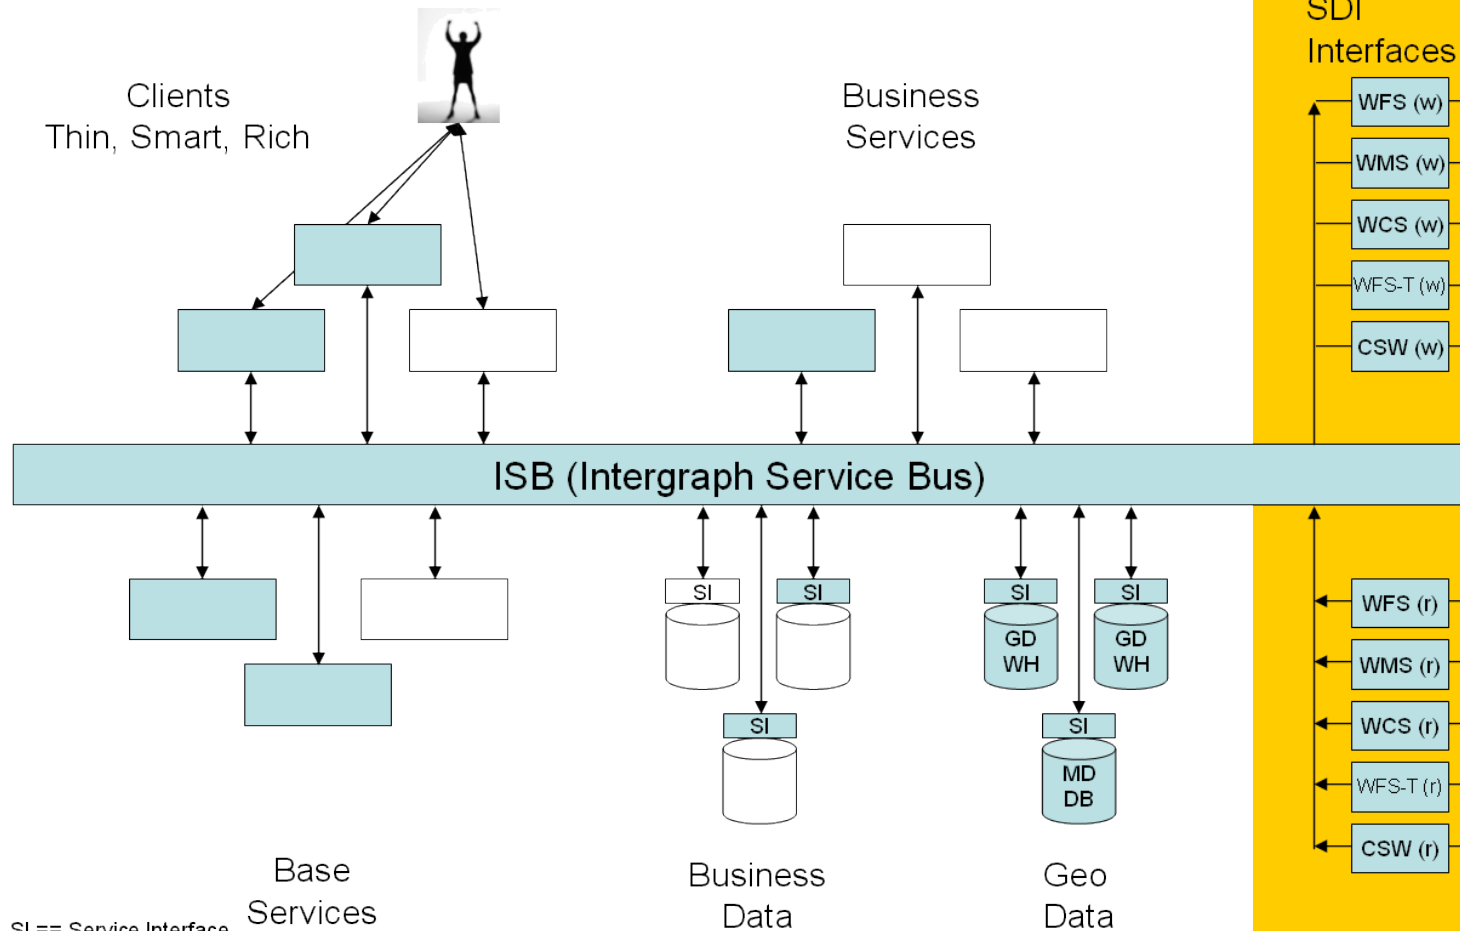 SDI
Interfaces
Clients
Thin, Smart, Rich
Business
Services
WFS (w)
WMS (w)
WCS (w)
WFS-T (w)
CSW (w)
ISB (Intergraph Service Bus)
SI
SI
SI
SI
GD
WH
GD
WH
SI
SI
MD
DB
WFS (r)
WMS (r)
WCS (r)
WFS-T (r)
CSW (r)
Base
Services
Business
Data
Geo
Data
SI == Service Interface